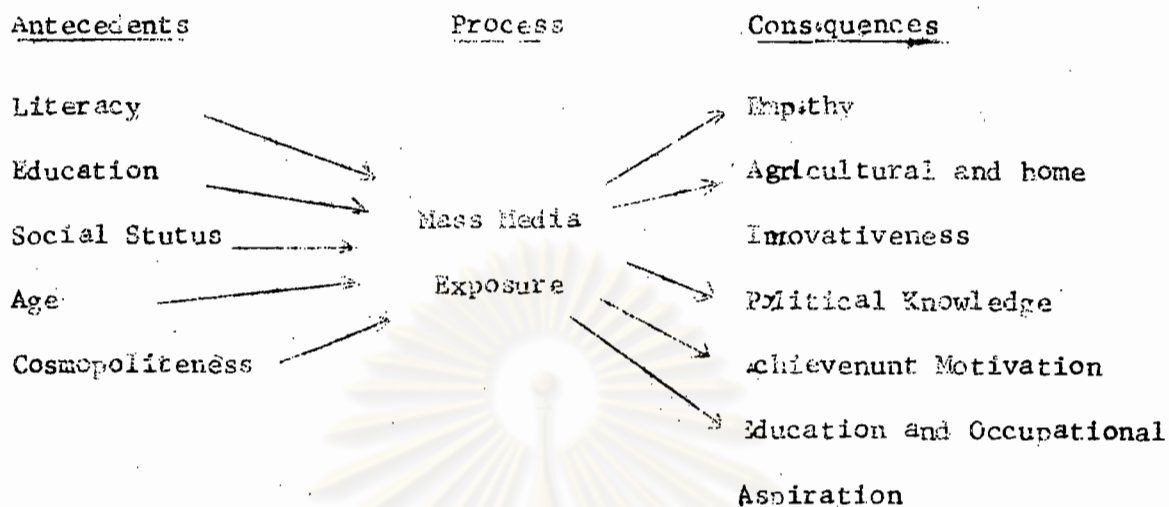 Antecedents Process Consequences
Literacy Empathy
Education Agricultural and home
Mass Media
Social Stutus Innovativeness
Exposure
Age Political Knowledge
Cosmopoliteness Achievenunt Motivation
Education and Occupational
Aspiration